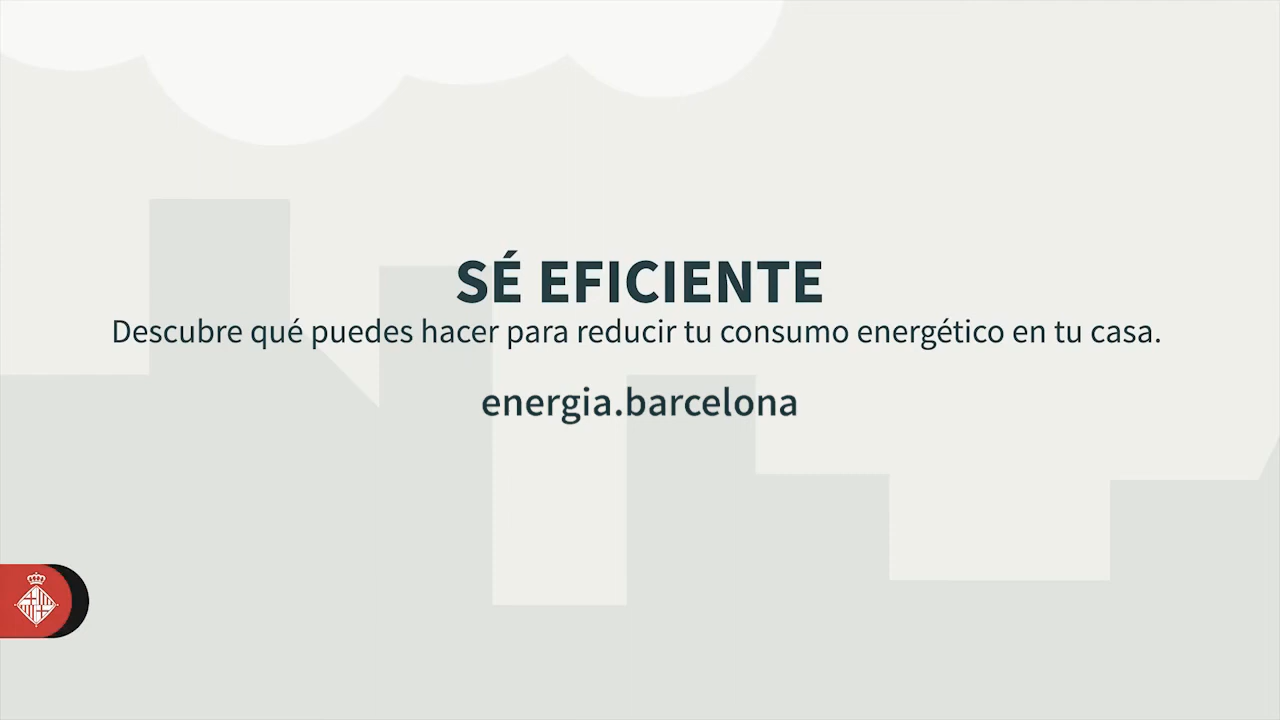 SÉ EFICIENTE
Descubre qué puedes hacer para reducir tu consumo energético en tu casa.
energia.barcelona